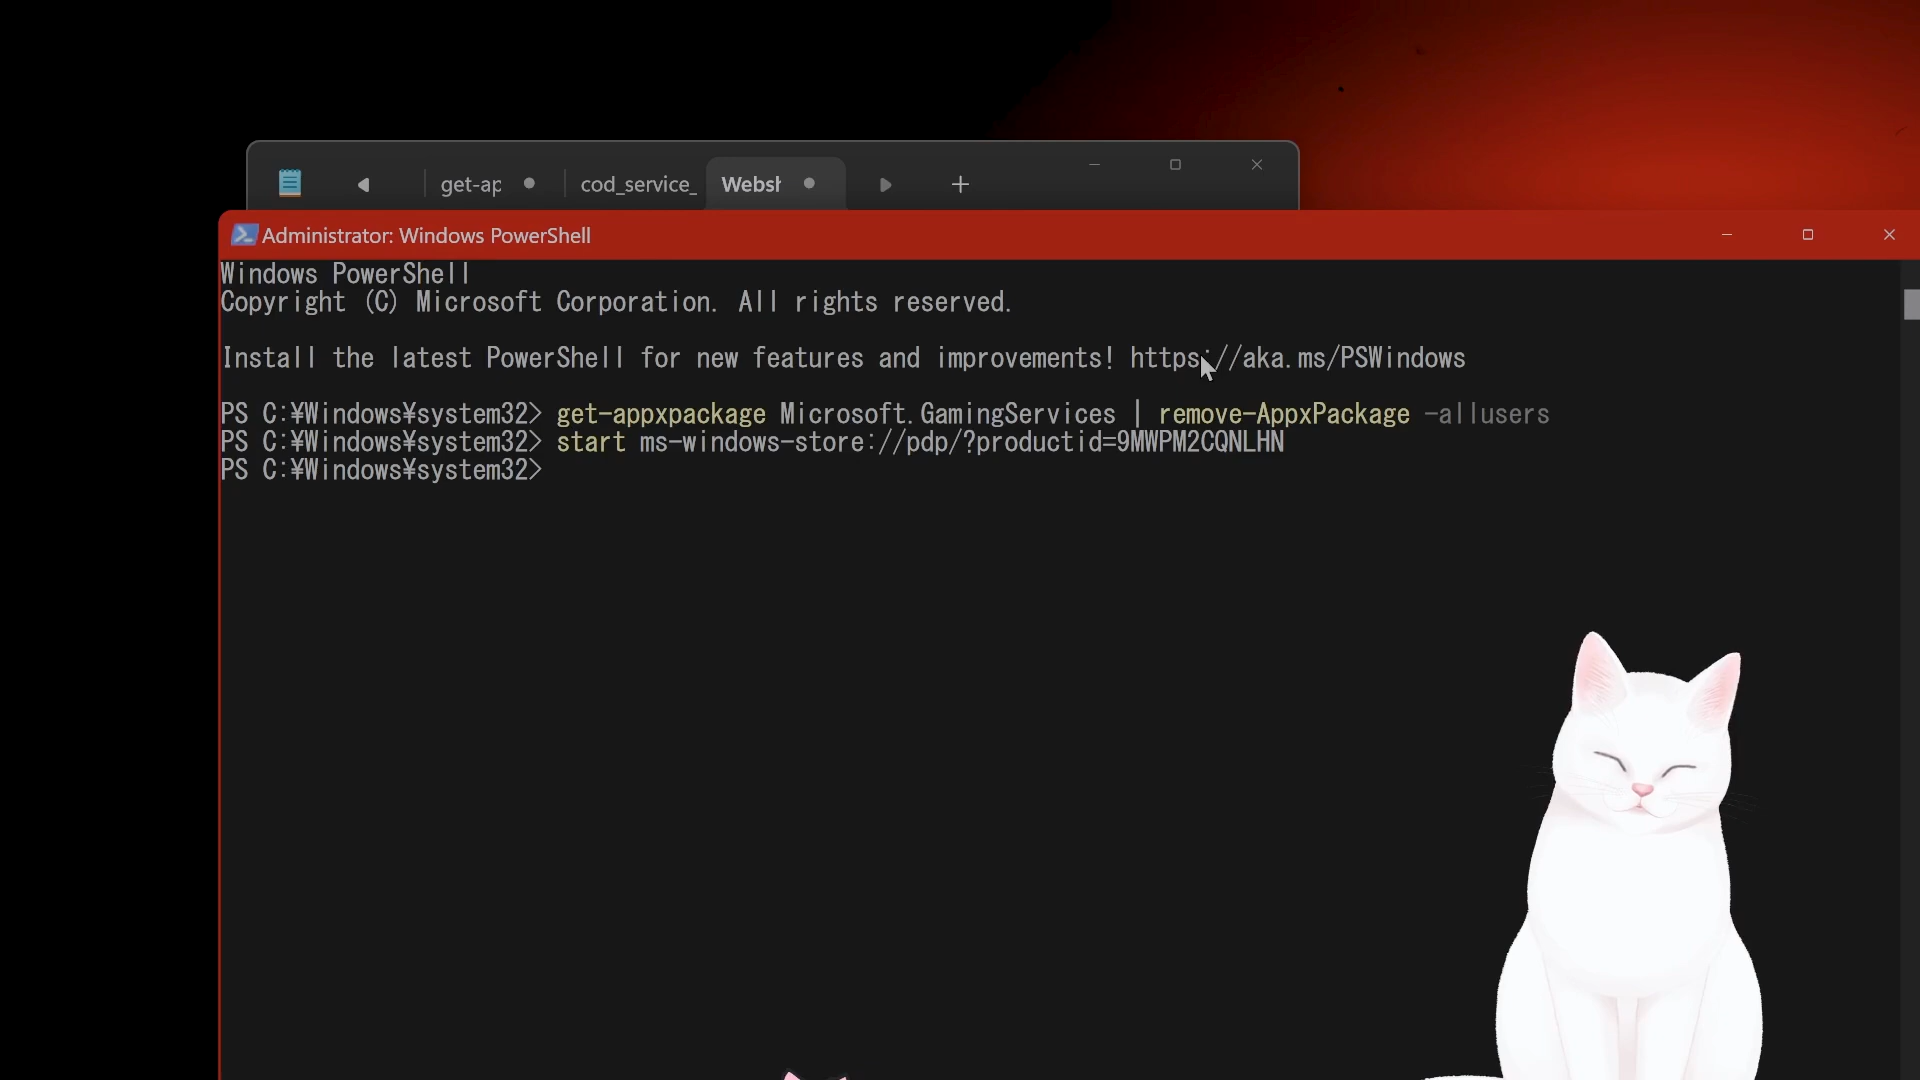 get-ap
cod_service_
Websh
Administrator: Windows PowerShell
Windows PowerShell
Copyright (C) Microsoft Corporation. All rights reserved.
Install the latest PowerShell for new features and improvements! https://aka.ms/PSWindows
PS C:¥Windows¥system32> get-appxpackage Microsoft.GamingServices | remove-AppxPackage -allusers
PS C:¥Windows¥system32> start ms-windows-store://pdp/?productid=9MWPM2CQNLHN
PS C:¥Windows¥system32>